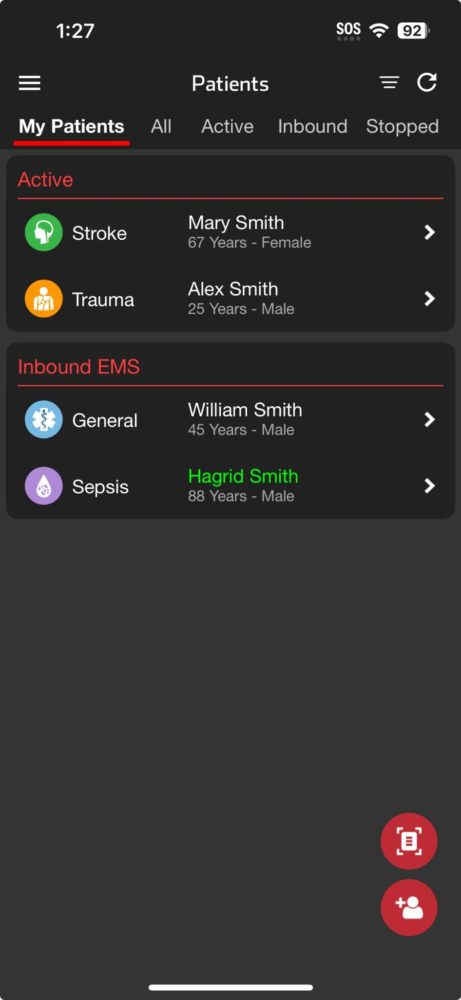 1:27
SOS
92
Patients
My Patients All Active Inbound Stopped
Active
Stroke
Mary Smith
67 Years - Female
Trauma
Alex Smith
25 Years - Male
Inbound EMS
General
William Smith
45 Years - Male
Sepsis
Hagrid Smith
88 Years - Male